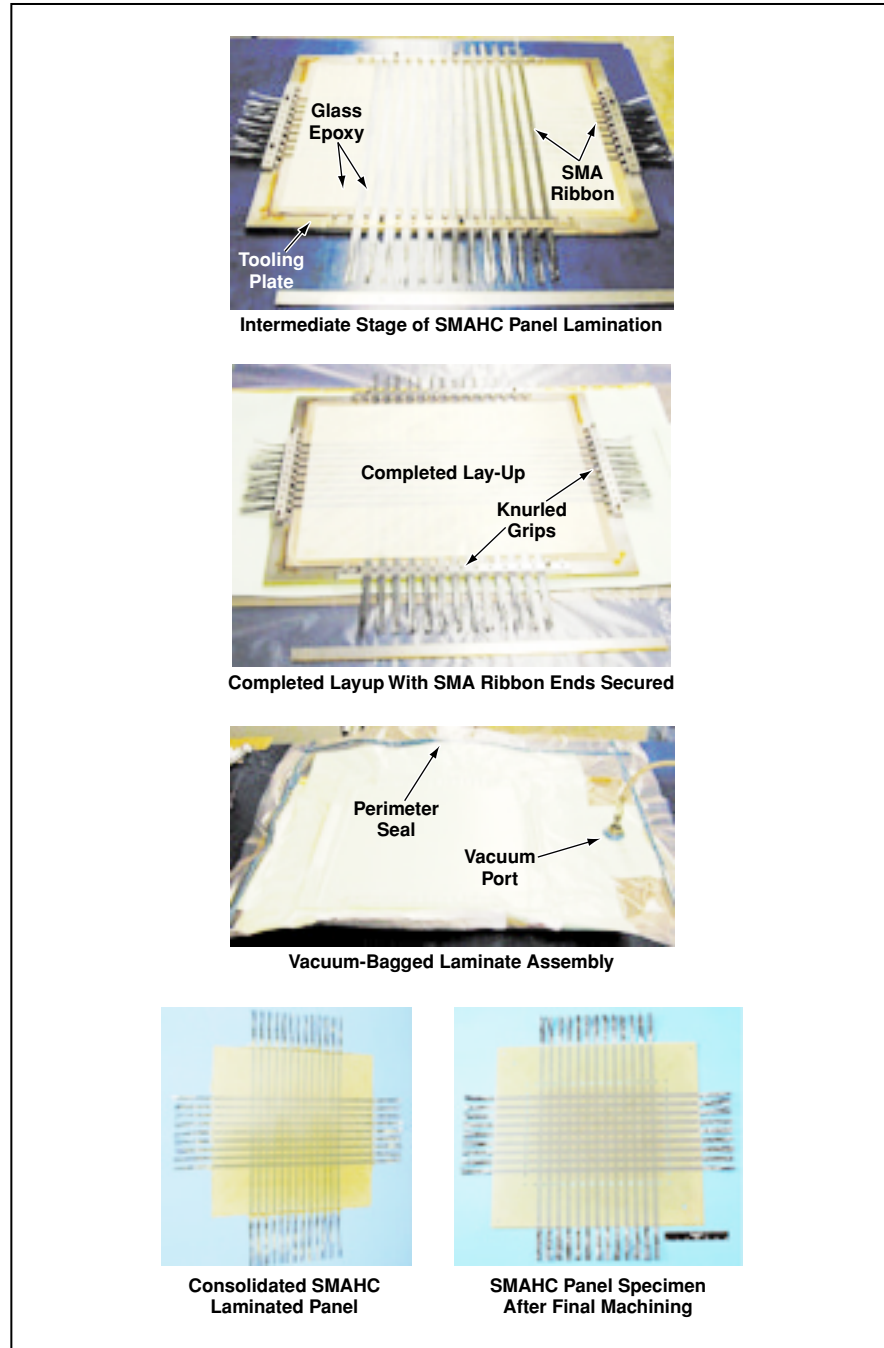 Glass
Epoxy
SMA
Ribbon
Tooling
Plate
Intermediate Stage of SMAHC Panel Lamination
Completed Lay-Up
Knurled
Grips
Completed Layup With SMA Ribbon Ends Secured
Perimeter
Seal
Vacuum
Port
Vacuum-Bagged Laminate Assembly
Consolidated SMAHC
Laminated Panel
SMAHC Panel Specimen
After Final Machining